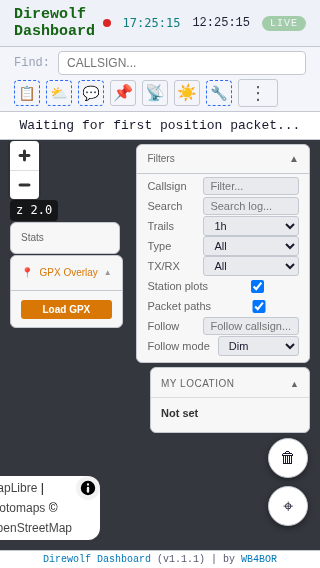 Direwolf Dashboard
17:25:15 12:25:15 LIVE
Find: CALLSIGN...
Waiting for first position packet...
z 2.0
Stats
GPX Overlay
Load GPX
Filters
Callsign Filter...
Search Search log...
Trails 1h
Type All
TX/RX All
Station plots
Packet paths
Follow Follow callsign...
Follow mode Dim
MY LOCATION
Not set
apLibre |
otomaps ©
penStreetMap
Direwolf Dashboard (v1.1.1) | by WB4BOR